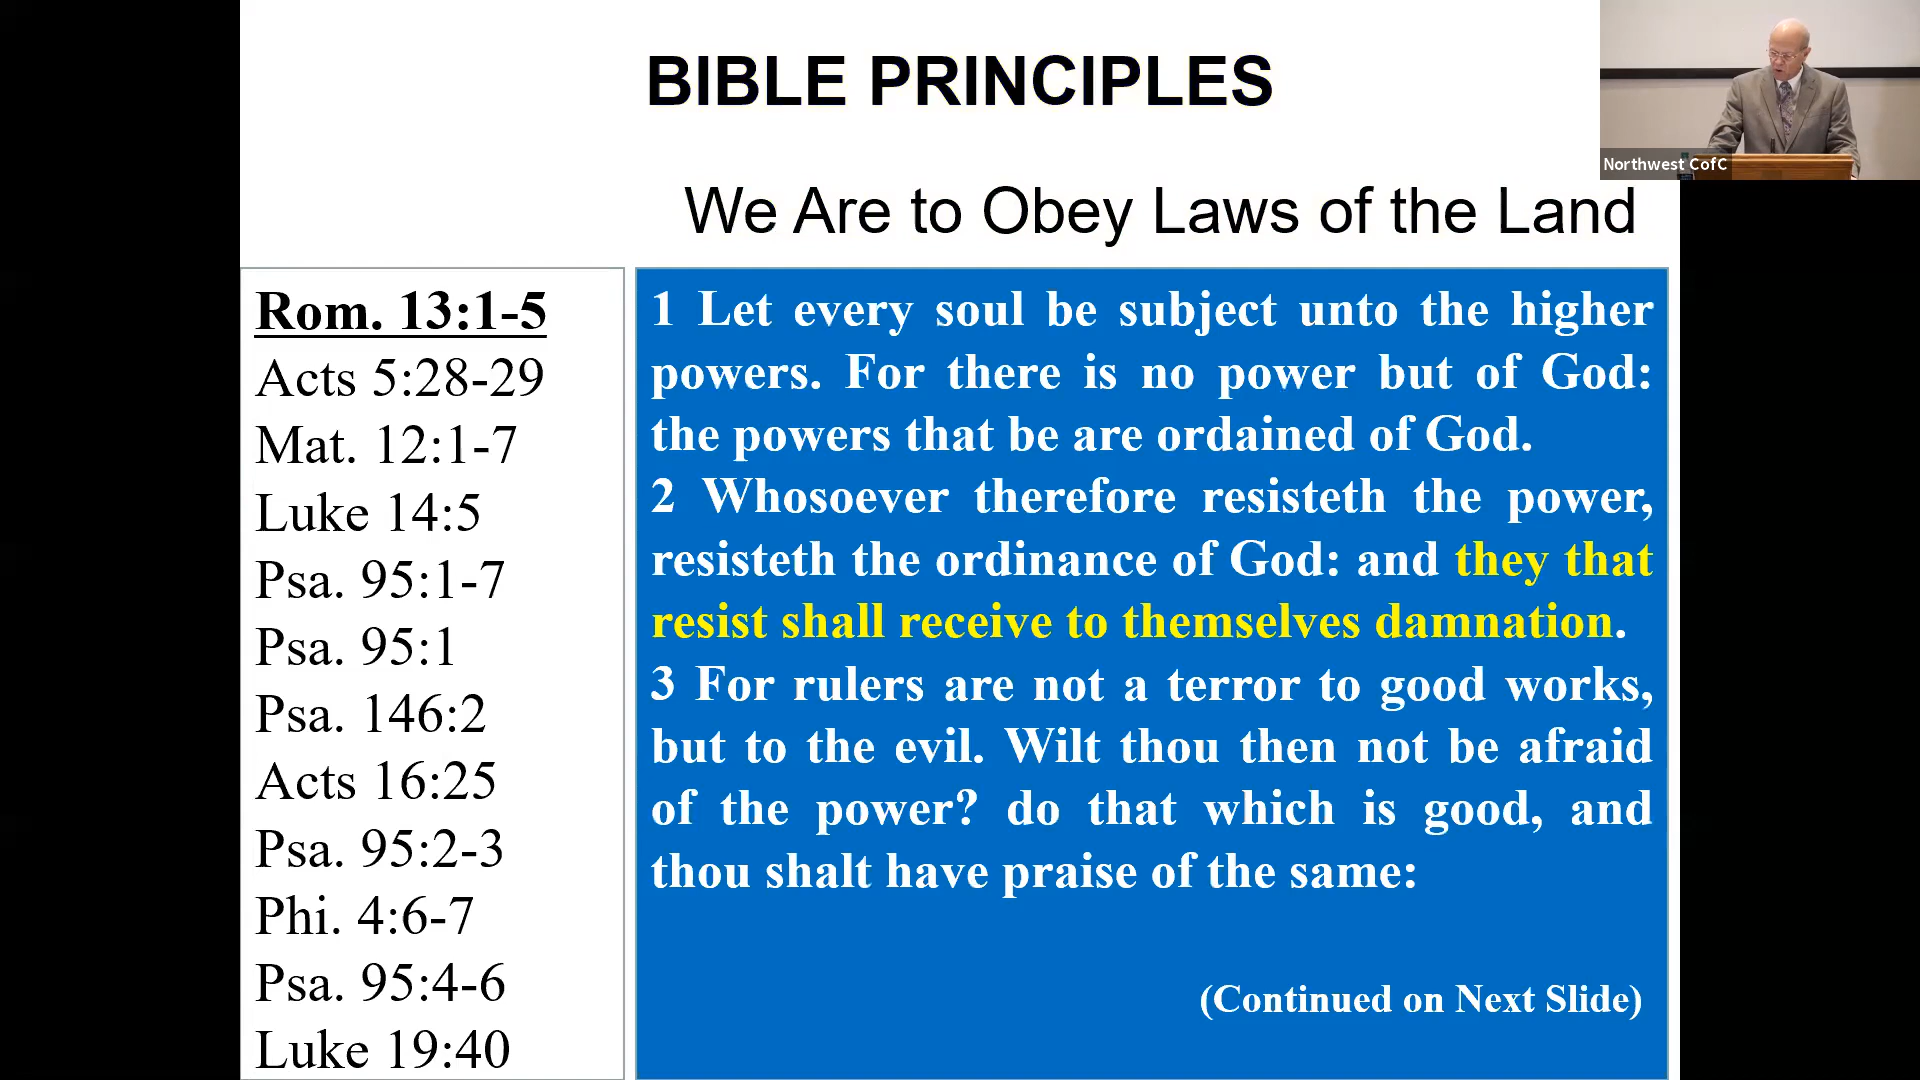 BIBLE PRINCIPLES
Northwest CofC
We Are to Obey Laws of the Land
Rom. 13:1-5
Acts 5:28-29
Mat. 12:1-7
Luke 14:5
Psa. 95:1-7
Psa. 95:1
Psa. 146:2
Acts 16:25
Psa. 95:2-3
Phi. 4:6-7
Psa. 95:4-6
Luke 19:40
1 Let every soul be subject unto the higher
powers. For there is no power but of God:
the powers that be are ordained of God.
2 Whosoever therefore resisteth the power,
resisteth the ordinance of God: and they that
resist shall receive to themselves damnation.
3 For rulers are not a terror to good works,
but to the evil. Wilt thou then not be afraid
of the power? do that which is good, and
thou shalt have praise of the same:
(Continued on Next Slide)